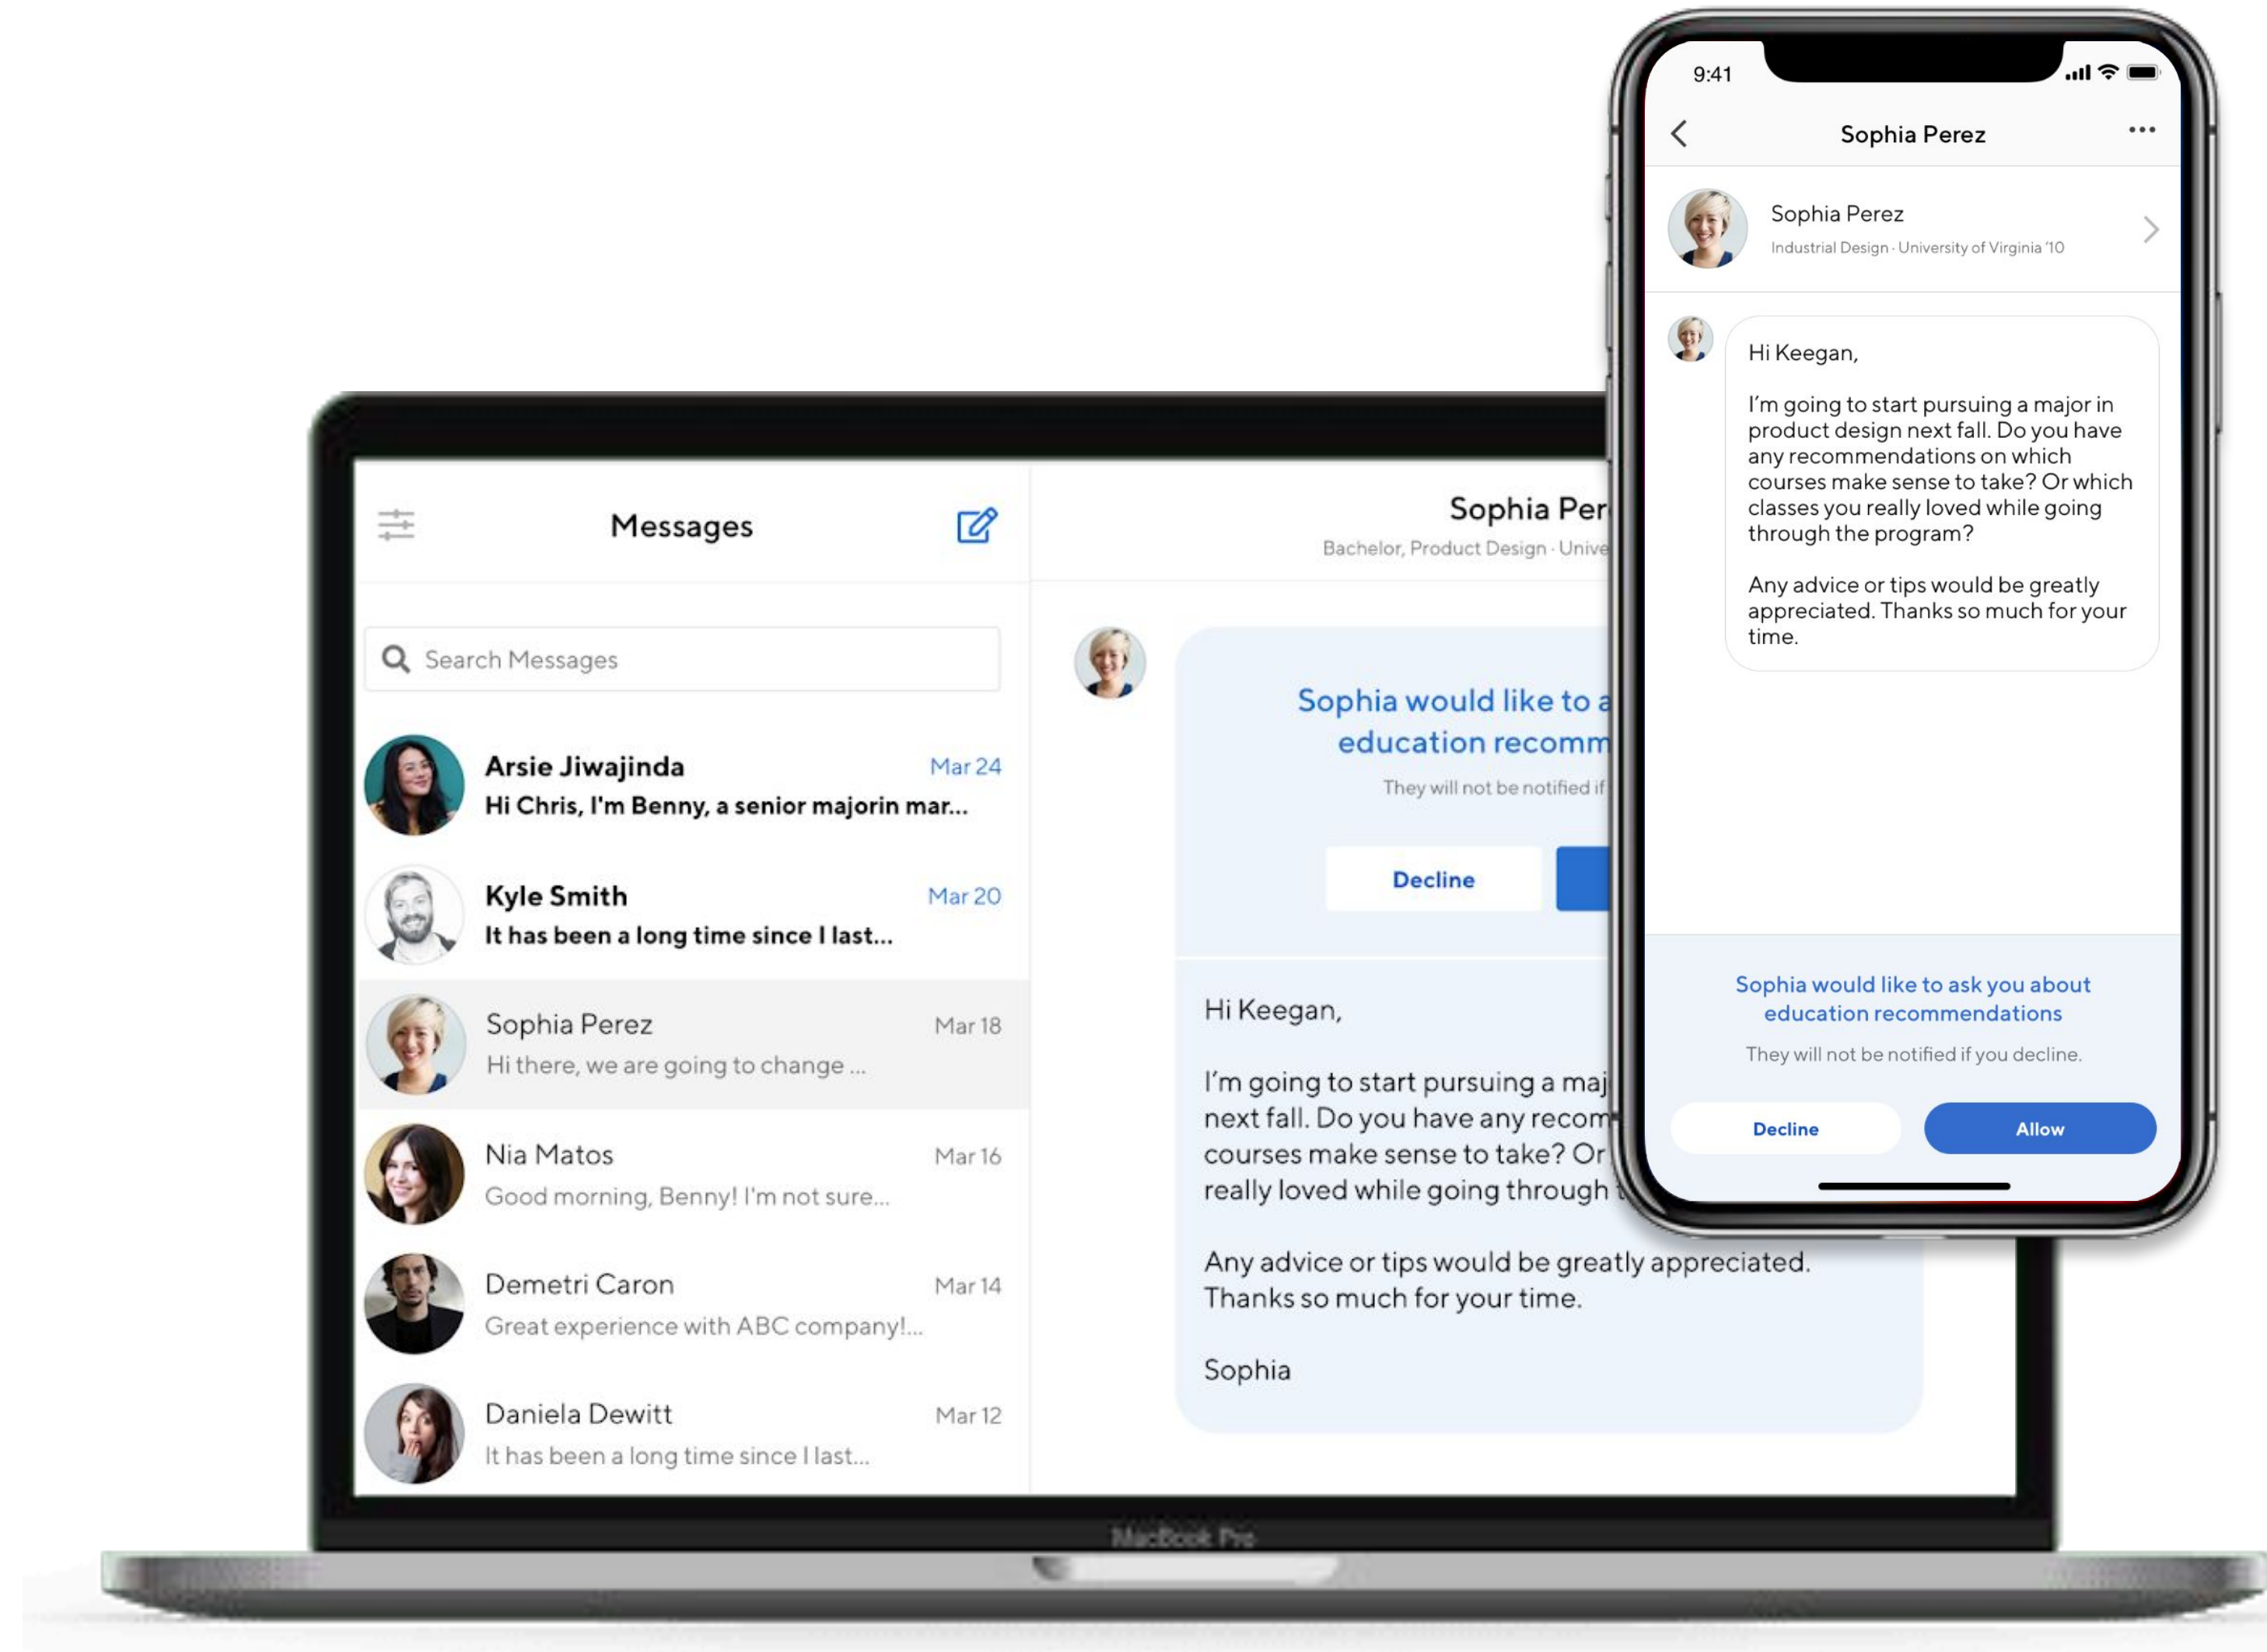 9:41
Sophia Perez
Sophia Perez
Industrial Design · University of Virginia '10
Hi Keegan,
I'm going to start pursuing a major in
product design next fall. Do you have
any recommendations on which
courses make sense to take? Or which
classes you really loved while going
through the program?
Any advice or tips would be greatly
appreciated. Thanks so much for your
time.
Sophia would like to ask you about
education recommendations
They will not be notified if you decline.
Decline
Allow
Messages
Search Messages
Arsie Jiwajinda
Mar 24
Hi Chris, I'm Benny, a senior majorin mar...
Kyle Smith
Mar 20
It has been a long time since I last...
Sophia Perez
Mar 18
Hi there, we are going to change ...
Nia Matos
Mar 16
Good morning, Benny! I'm not sure...
Demetri Caron
Mar 14
Great experience with ABC company!...
Daniela Dewitt
Mar 12
It has been a long time since I last...
Sophia Per
Bachelor, Product Design · Unive
Sophia would like to a
education recomm
They will not be notified if
Decline
Hi Keegan,
I'm going to start pursuing a maj
next fall. Do you have any recom
courses make sense to take? Or
really loved while going through
Any advice or tips would be greatly appreciated.
Thanks so much for your time.
Sophia
MacBook Pro